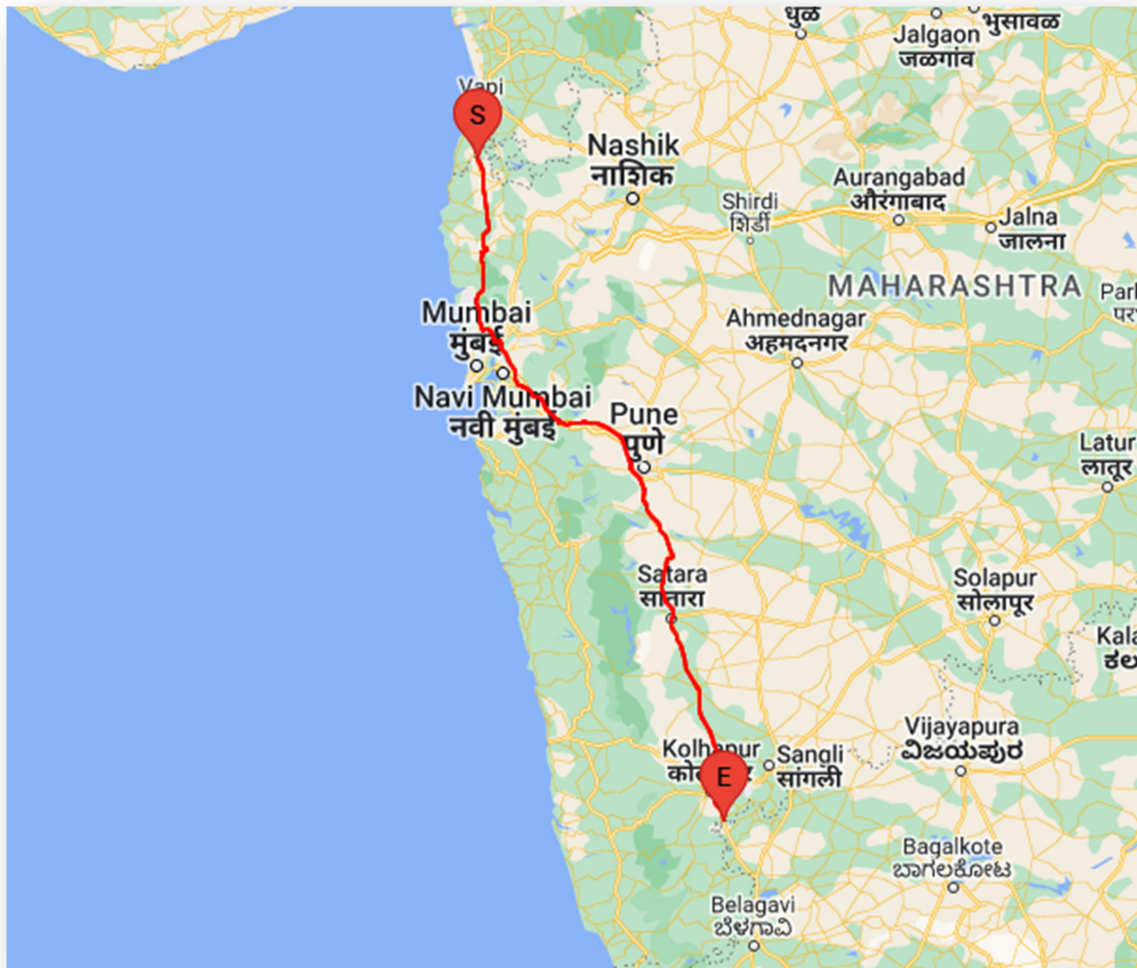 धुळे
भुसावळ
Jalgaon
जळगांव
Vapi
S
Nashik
नाशिक
Shirdi
शिर्डी
Aurangabad
औरंगाबाद
Jalna
जालना
MAHARASHTRA
Mumbai
मुंबई
Ahmednagar
अहमदनगर
Navi Mumbai
नवी मुंबई
Pune
पुणे
Latur
लातूर
Satara
सातारा
Solapur
सोलापूर
Kolhapur
E
Sangli
सांगली
Vijayapura
ವಿಜಯಪುರ
Bagalkote
ಬಾಗಲಕೋಟ
Belagavi
ಬೆಳಗಾವಿ